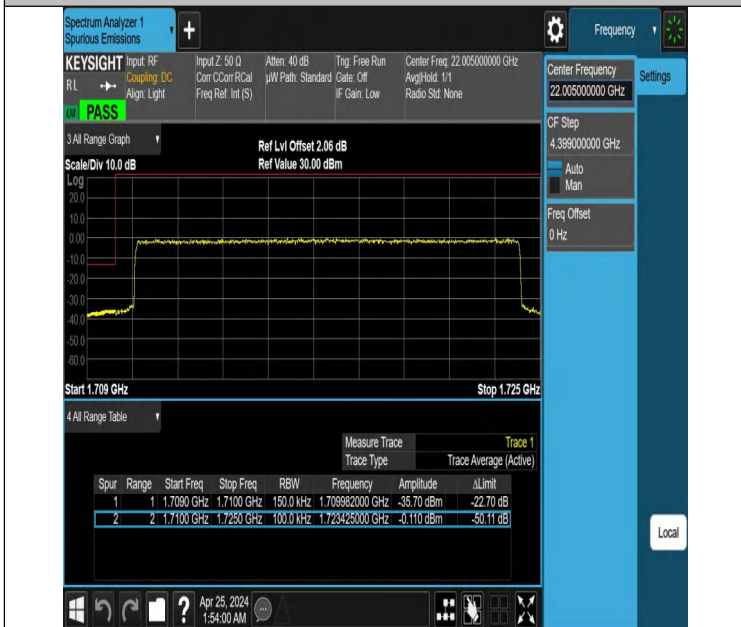 Spectrum Analyzer 1
Spurious Emissions
+
Frequency
KEYSIGHT Input: RF Input Z: 50 Ω Atten: 40 dB Trig: Free Run Center Freq: 22.005000000 GHz
RL Coupling: DC Corr CCorr RCal µW Path: Standard Gate: Off Avg|Hold: 1/1
Align: Light Freq Ref: Int (S) IF Gain: Low Radio Std: None
PASS
Center Frequency
22.005000000 GHz
Settings
CF Step
4.399000000 GHz
Auto
Man
Freq Offset
0 Hz
3 All Range Graph
Ref Lvl Offset 2.06 dB
Scale/Div 10.0 dB Ref Value 30.00 dBm
Log
20.0
10.0
0.00
-10.0
-20.0
-30.0
-40.0
-50.0
-60.0
Start 1.709 GHz Stop 1.725 GHz
4 All Range Table
Measure Trace Trace 1
Trace Type Trace Average (Active)
Spur Range Start Freq Stop Freq RBW Frequency Amplitude ΔLimit
1 1 1.7090 GHz 1.7100 GHz 150.0 kHz 1.709982000 GHz -35.70 dBm -22.70 dB
2 2 1.7100 GHz 1.7250 GHz 100.0 kHz 1.723425000 GHz -0.110 dBm -50.11 dB
Local
? Apr 25, 2024
1:54:00 AM